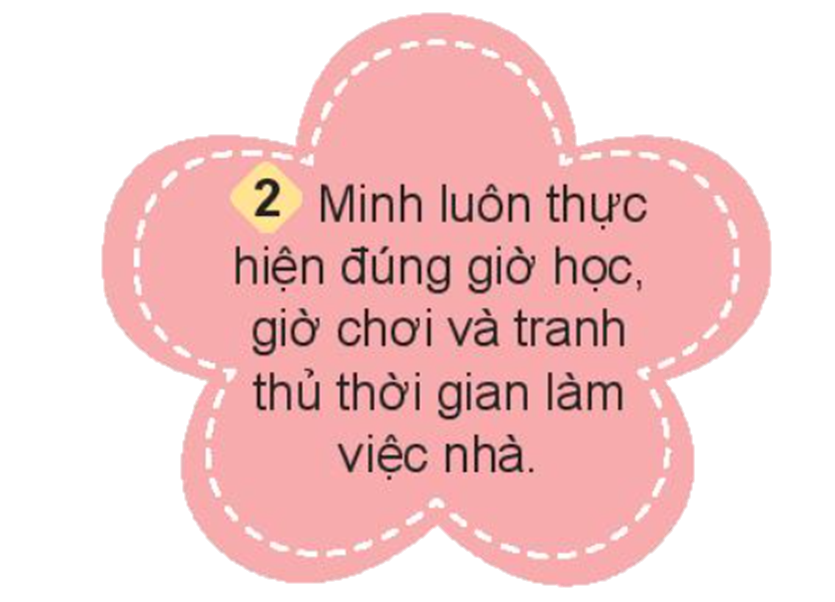 2 Minh luôn thực
hiện đúng giờ học,
giờ chơi và tranh
thủ thời gian làm
việc nhà.